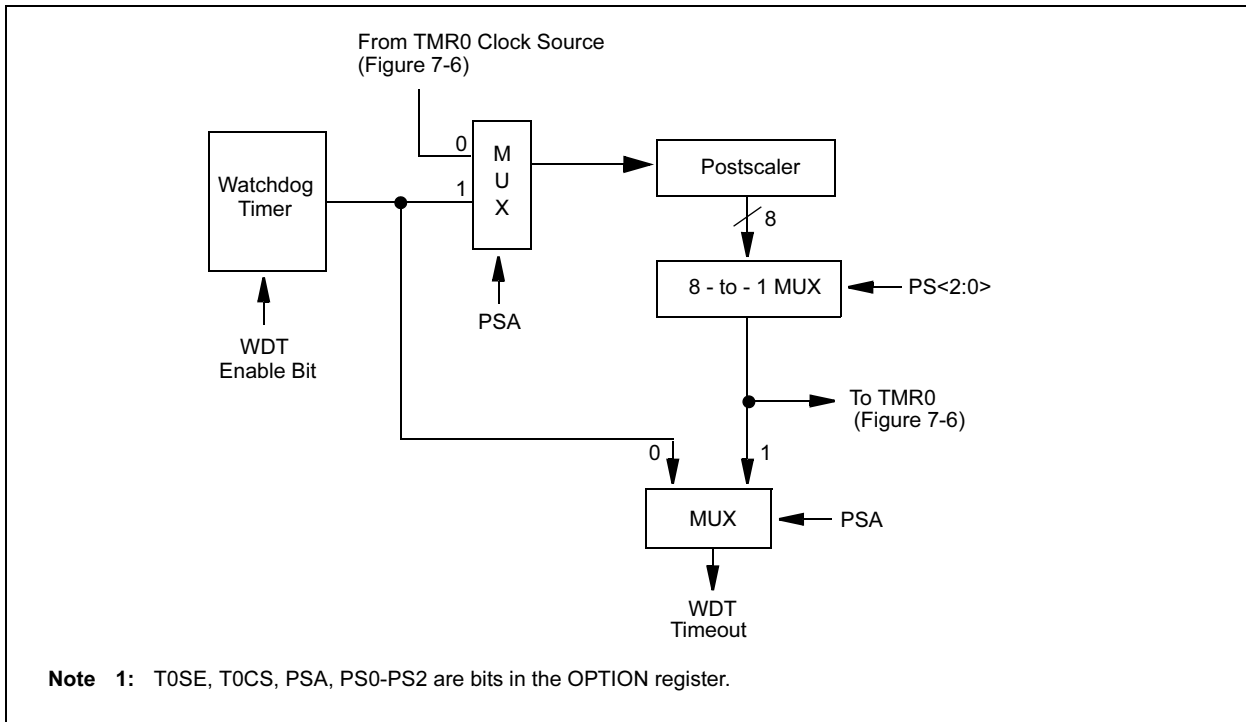 From TMR0 Clock Source
(Figure 7-6)
0
M
U
X
1
Watchdog
Timer
Postscaler
8
8 - to - 1 MUX
PS<2:0>
PSA
WDT
Enable Bit
To TMR0
(Figure 7-6)
0
1
MUX
PSA
WDT
Timeout
Note 1: T0SE, T0CS, PSA, PS0-PS2 are bits in the OPTION register.